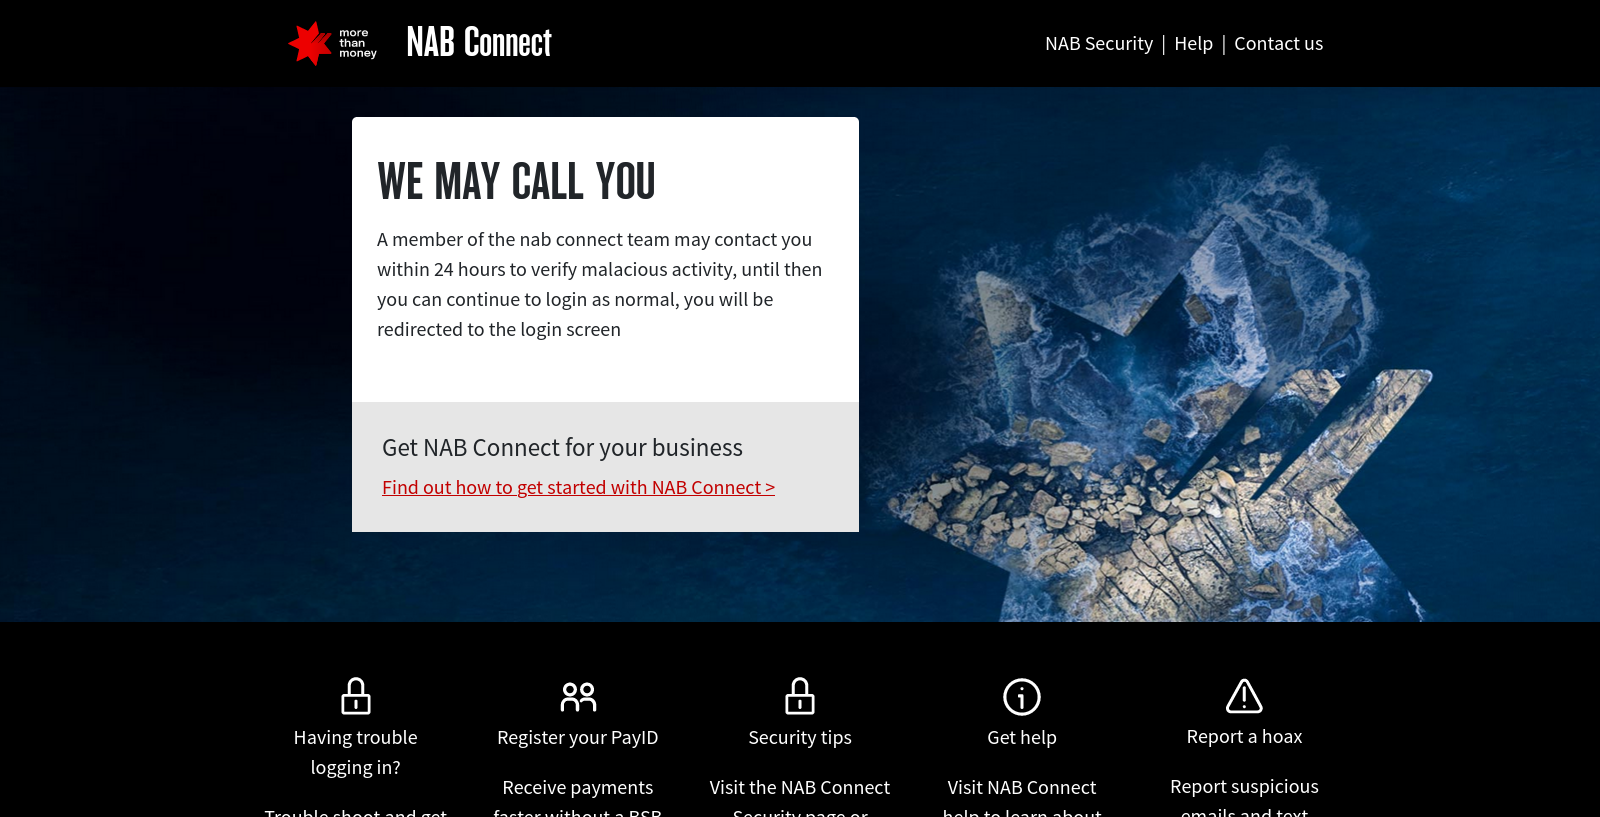 more
than
money
NAB Connect
NAB Security | Help | Contact us
WE MAY CALL YOU
A member of the nab connect team may contact you
within 24 hours to verify malacious activity, until then
you can continue to login as normal, you will be
redirected to the login screen
Get NAB Connect for your business
Find out how to get started with NAB Connect >
Having trouble
logging in?
Trouble shoot and get
Register your PayID
Receive payments
faster without a BSB
Security tips
Visit the NAB Connect
Security page or
Get help
Visit NAB Connect
help to learn about
Report a hoax
Report suspicious
emails and text